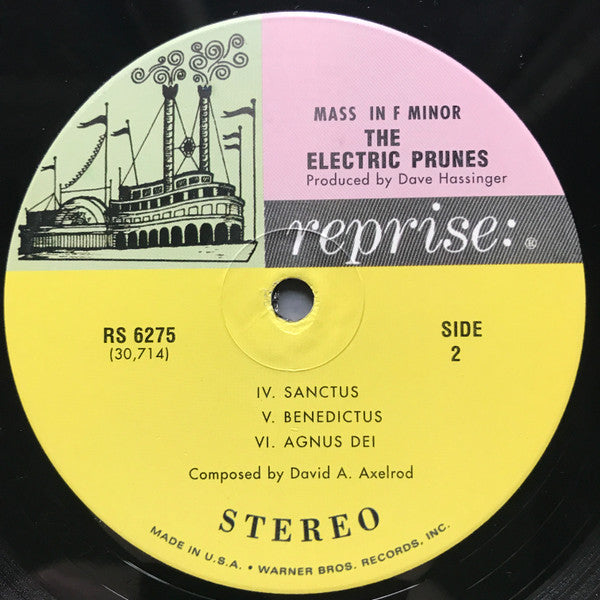 MASS IN F MINOR
THE
ELECTRIC PRUNES
Produced by Dave Hassinger
reprise: ®
RS 6275
(30,714)
SIDE
2
IV. SANCTUS
V. BENEDICTUS
VI. AGNUS DEI
Composed by David A. Axelrod
STEREO
MADE IN U.S.A. • WARNER BROS. RECORDS, INC.